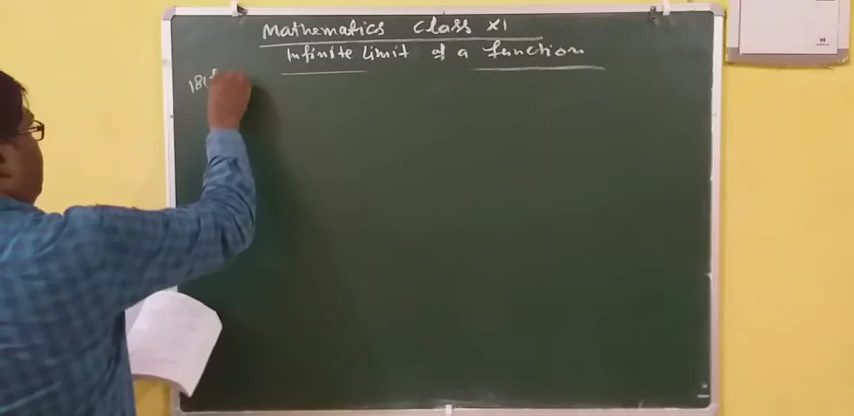 Mathematics Class XI
Infinite Limit of a function